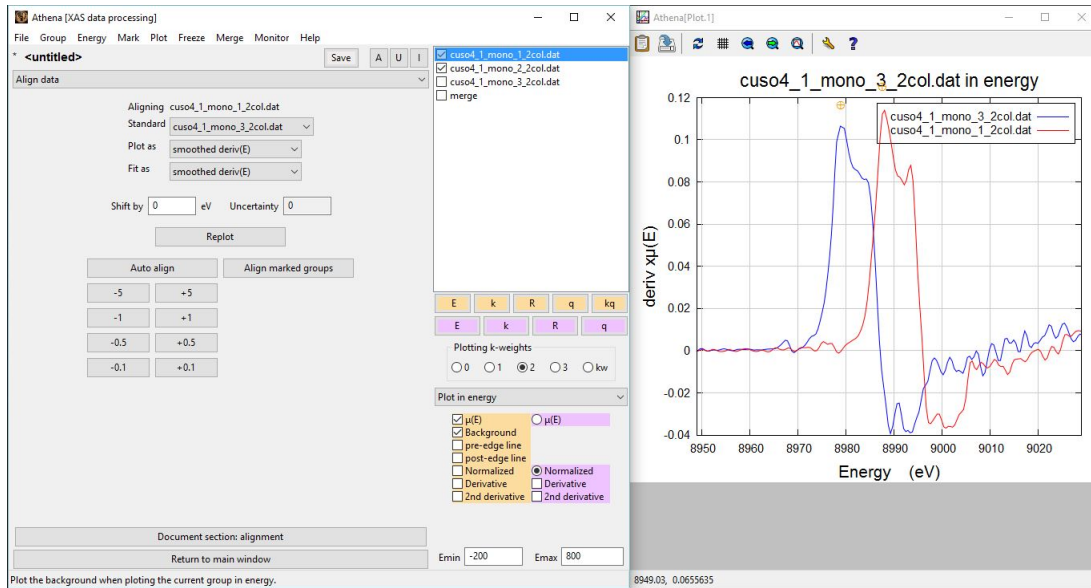 Athena [XAS data processing]
File Group Energy Mark Plot Freeze Merge Monitor Help
* <untitled>
Save
A U I
Align data
Aligning cuso4_1_mono_1_2col.dat
Standard cuso4_1_mono_3_2col.dat
Plot as smoothed deriv(E)
Fit as smoothed deriv(E)
Shift by 0 eV Uncertainty 0
Replot
Auto align Align marked groups
-5 +5
-1 +1
-0.5 +0.5
-0.1 +0.1
Document section: alignment
Return to main window
Plot the background when ploting the current group in energy.
cuso4_1_mono_1_2col.dat
cuso4_1_mono_2_2col.dat
cuso4_1_mono_3_2col.dat
merge
E k R q kq
E k R q
Plotting k-weights
0 1 2 3 kw
Plot in energy
μ(E) μ(E)
Background
pre-edge line
post-edge line
Normalized Normalized
Derivative Derivative
2nd derivative 2nd derivative
Emin -200 Emax 800
Athena[Plot.1]
cuso4_1_mono_3_2col.dat in energy
cuso4_1_mono_3_2col.dat
cuso4_1_mono_1_2col.dat
0.12
0.1
0.08
0.06
0.04
0.02
0
-0.02
-0.04
deriv xμ(E)
8950 8960 8970 8980 8990 9000 9010 9020
Energy (eV)
8949.03, 0.0655635